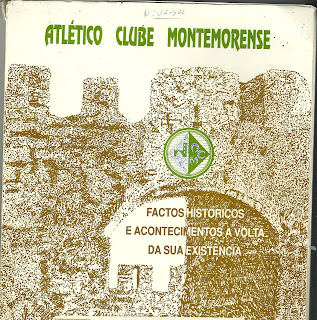 ATLÉTICO CLUBE MONTEMORENSE
FACTOS HISTÓRICOS
E ACONTECIMENTOS À VOLTA
DA SUA EXISTÊNCIA